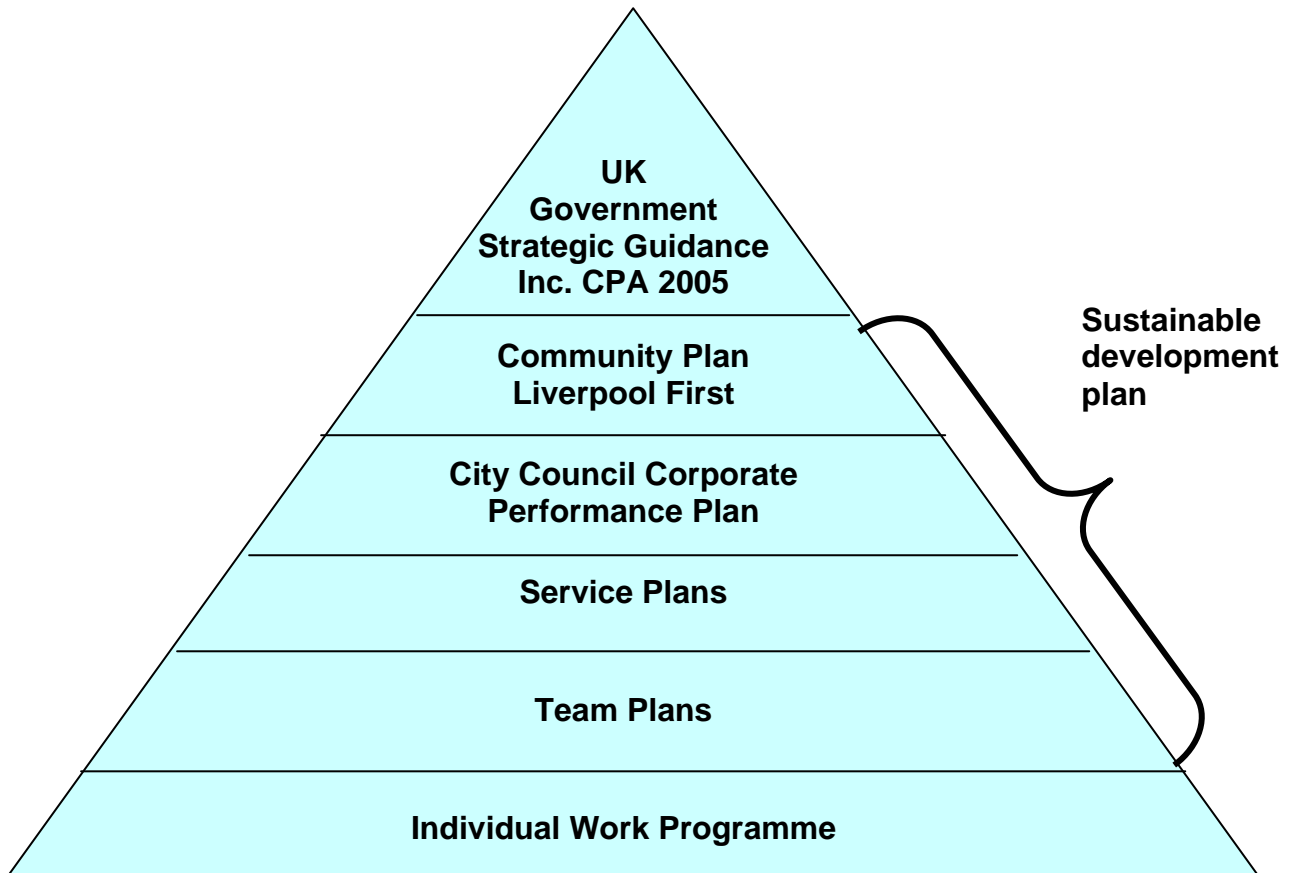 UK
Government
Strategic Guidance
Inc. CPA 2005
Sustainable
development
plan
Community Plan
Liverpool First
City Council Corporate
Performance Plan
Service Plans
Team Plans
Individual Work Programme